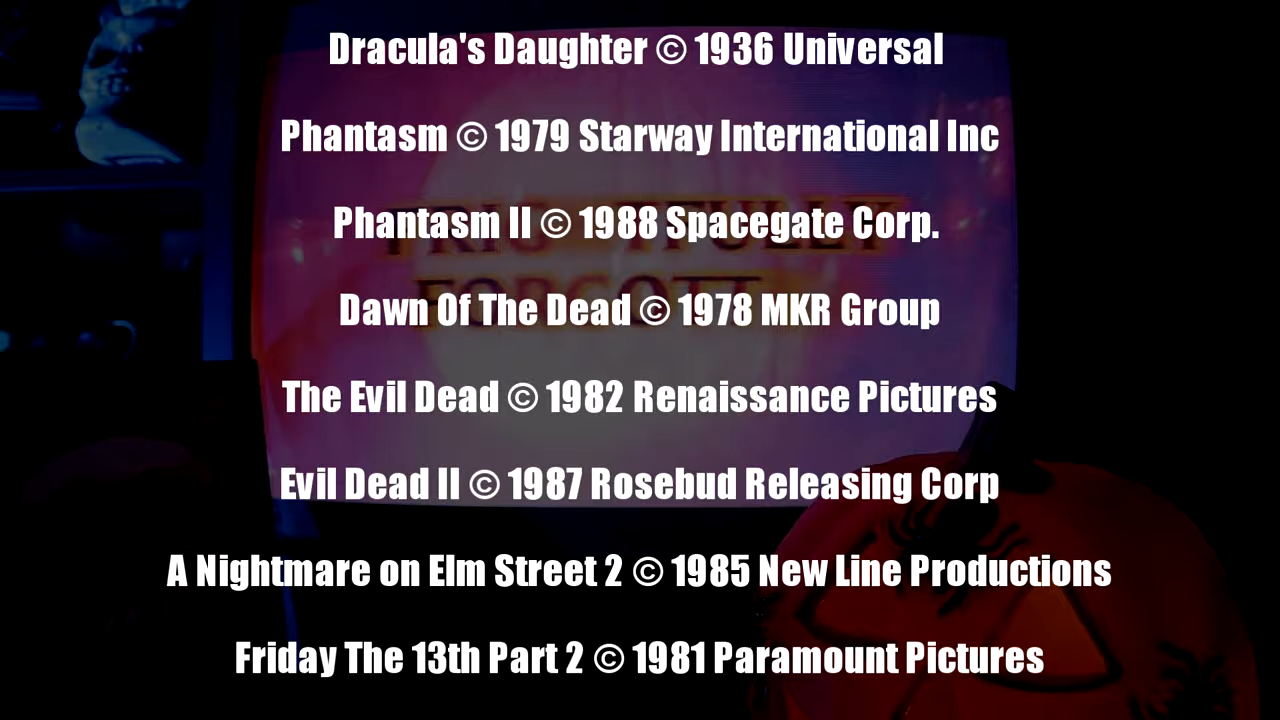 Dracula's Daughter © 1936 Universal
Phantasm © 1979 Starway International Inc
Phantasm II © 1988 Spacegate Corp.
Dawn Of The Dead © 1978 MKR Group
The Evil Dead © 1982 Renaissance Pictures
Evil Dead II © 1987 Rosebud Releasing Corp
A Nightmare on Elm Street 2 © 1985 New Line Productions
Friday The 13th Part 2 © 1981 Paramount Pictures